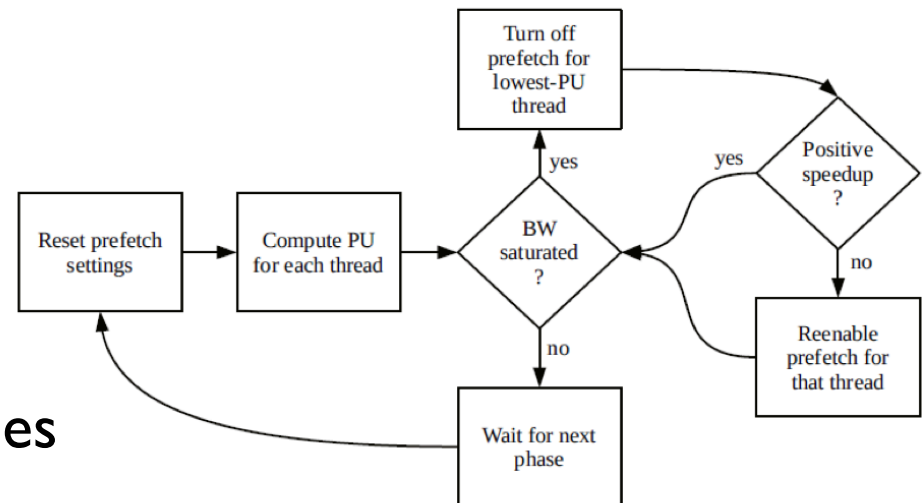 Turn off
prefetch for
lowest-PU
thread
yes
yes
Positive
speedup
?
Reset prefetch
settings
Compute PU
for each thread
BW
saturated
?
no
no
Reenable
prefetch for
that thread
Wait for next
phase
es